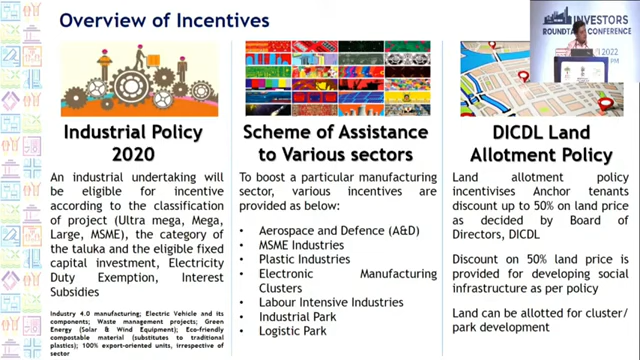 Overview of Incentives
INVESTORS
ROUNDTABLE CONFERENCE
2022
PM
Industrial Policy
2020
An industrial undertaking will
be eligible for incentive
according to the classification
of project (Ultra mega, Mega,
Large, MSME), the category of
the taluka and the eligible fixed
capital investment, Electricity
Duty Exemption, Interest
Subsidies
Industry 4.0 manufacturing; Electric Vehicle and its
components; Waste management projects; Green
Energy (Solar & Wind Equipment); Eco-friendly
compostable material (substitutes to traditional
plastics); 100% export-oriented units, irrespective of
sector
Scheme of Assistance
to Various sectors
To boost a particular manufacturing
sector, various incentives are
provided as below:
• Aerospace and Defence (A&D)
• MSME Industries
• Plastic Industries
• Electronic Manufacturing
Clusters
• Labour Intensive Industries
• Industrial Park
• Logistic Park
DICDL Land
Allotment Policy
Land allotment policy
incentivises Anchor tenants
discount up to 50% on land price
as decided by Board of
Directors, DICDL
Discount on 50% land price is
provided for developing social
infrastructure as per policy
Land can be allotted for cluster/
park development